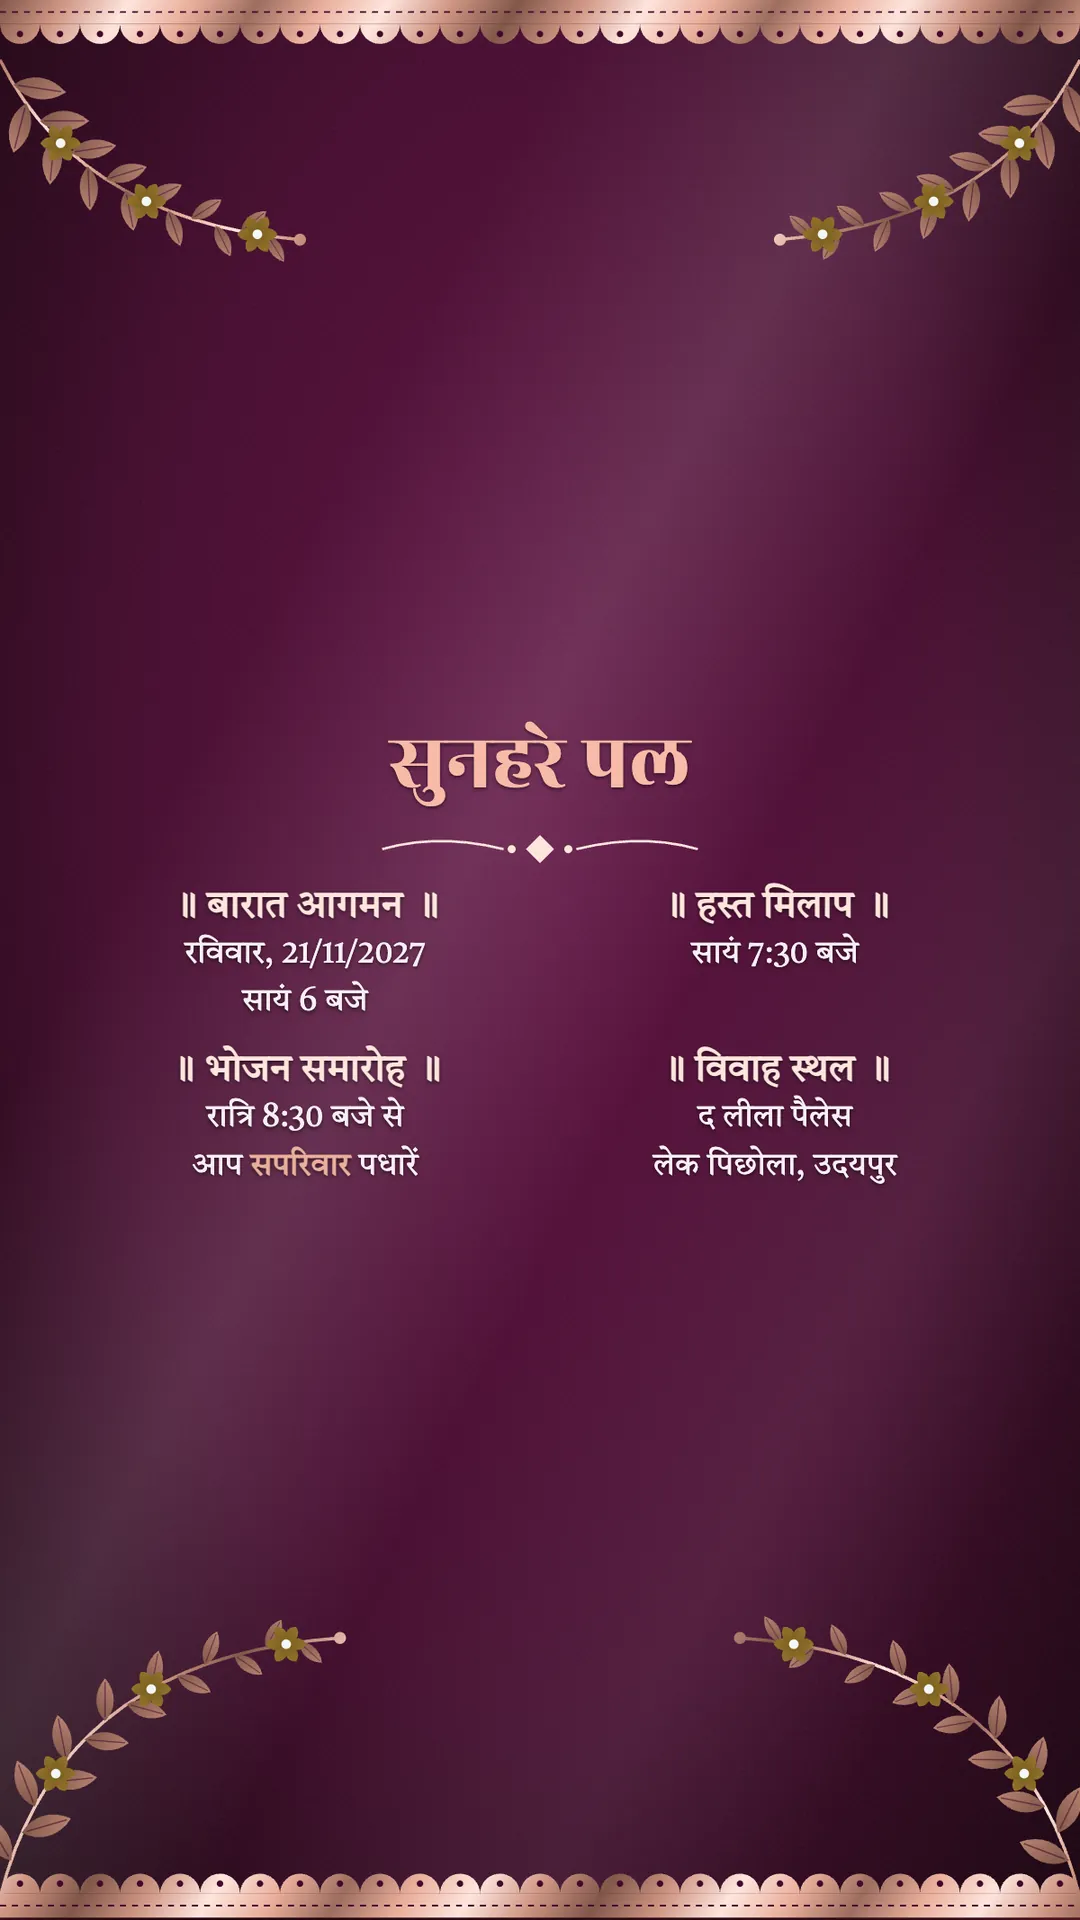 सुनहरे पल
॥ बारात आगमन ॥
रविवार, 21/11/2027
सायं 6 बजे
॥ हस्त मिलाप ॥
सायं 7:30 बजे
॥ भोजन समारोह ॥
रात्रि 8:30 बजे से
आप सपरिवार पधारें
॥ विवाह स्थल ॥
द लीला पैलेस
लेक पिछोला, उदयपुर